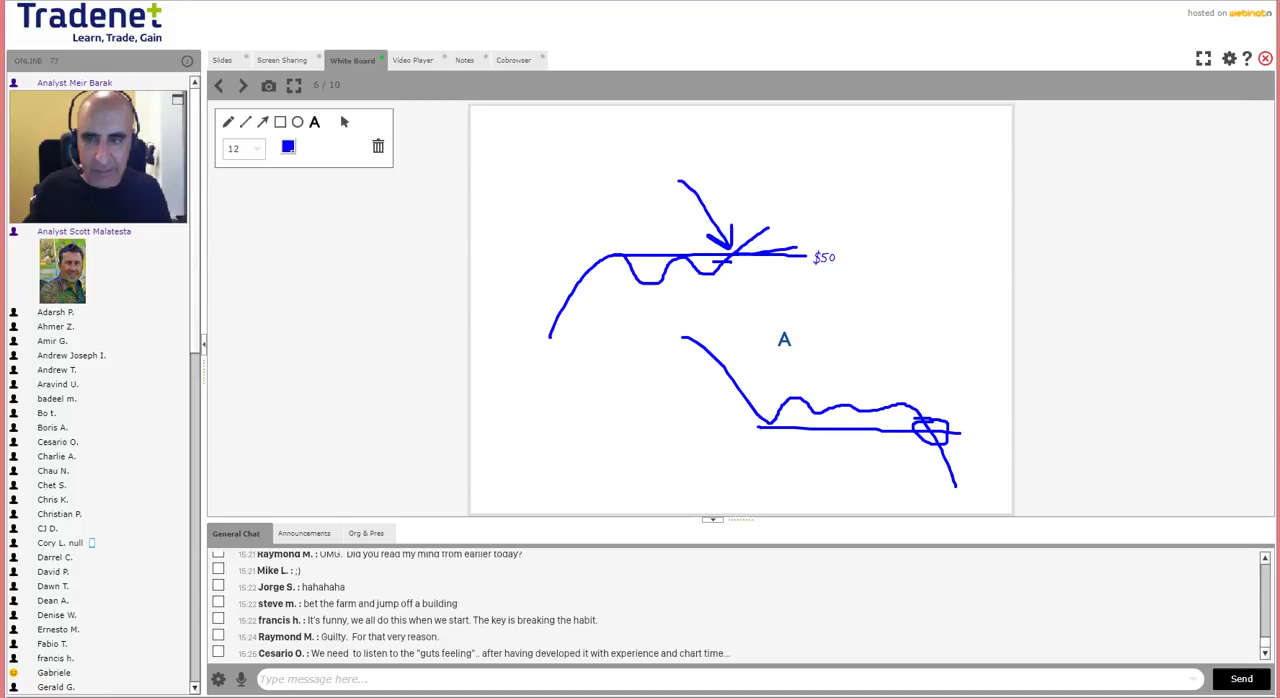 Tradenet
Learn, Trade, Gain
hosted on webinato
ONLINE 77
Slides
Screen Sharing
White Board
Video Player
Notes
Cobrowser
Analyst Meir Barak
6 / 10
A
12
$50
A
Analyst Scott Malatesta
Adarsh P.
Ahmer Z.
Amir G.
Andrew Joseph I.
Andrew T.
Aravind U.
badeel m.
Bo t.
Boris A.
Cesario O.
Charlie A.
Chau N.
Chet S.
Chris K.
Christian P.
CJ D.
Cory L. null
Darrel C.
David P.
Dawn T.
Dean A.
Denise W.
Ernesto M.
Fabio T.
francis h.
Gabriele
Gerald G.
General Chat
Announcements
Org & Pres
15:21 Raymond M. : OMG. Did you read my mind from earlier today?
15:21 Mike L. : ;)
15:22 Jorge S. : hahahaha
15:22 steve m. : bet the farm and jump off a building
15:22 francis h. : It's funny, we all do this when we start. The key is breaking the habit.
15:24 Raymond M. : Guilty. For that very reason.
15:25 Cesario O. : We need to listen to the "guts feeling".. after having developed it with experience and chart time...
Type message here...
Send